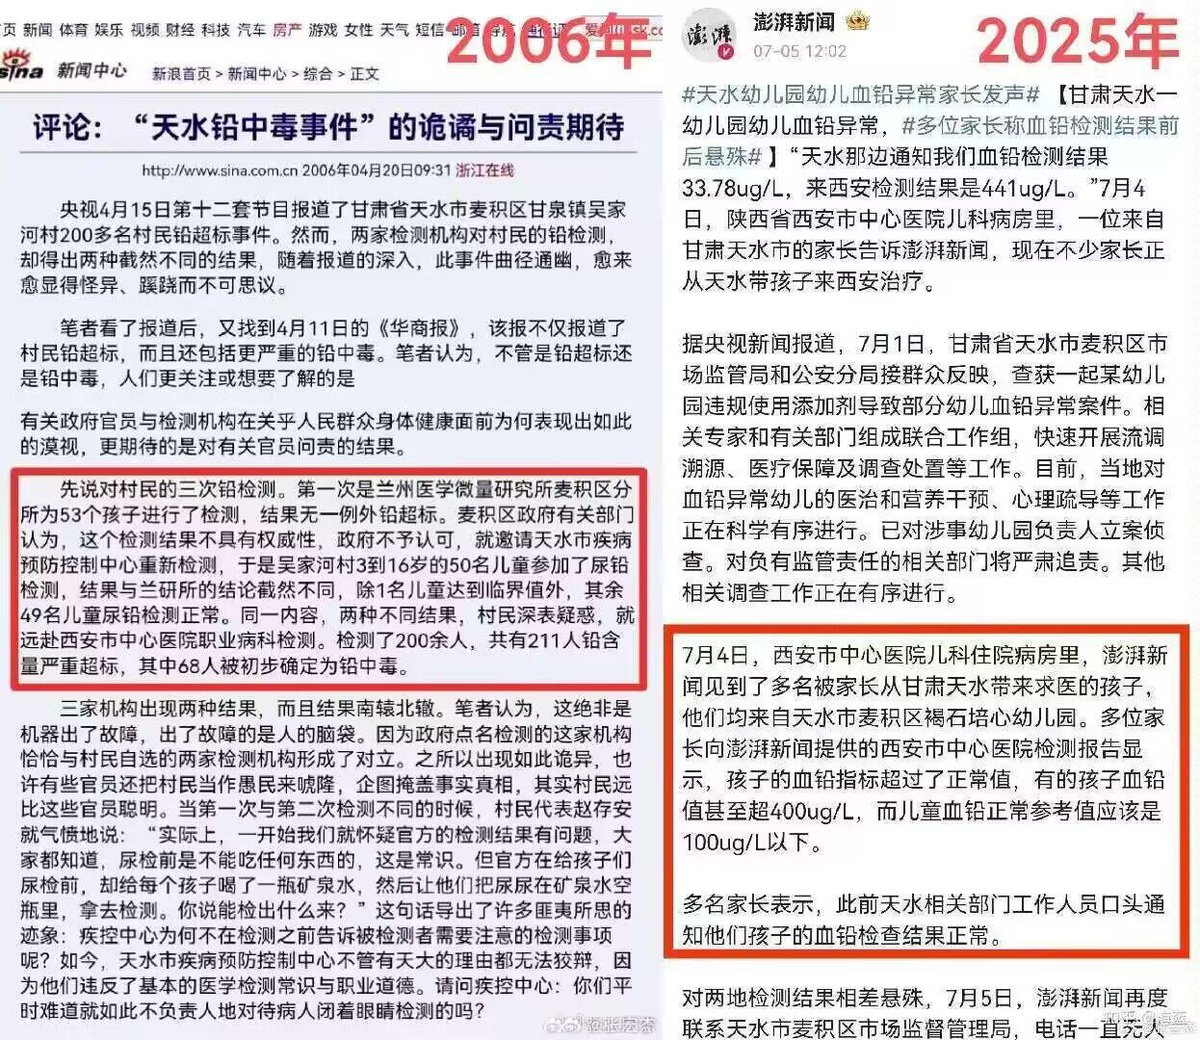 页 新闻 体育 娱乐 视频 财经 科技 汽车 房产 游戏 女性 天气 短信
2006年
sina 新闻中心 新浪首页 > 新闻中心 > 综合 > 正文
评论：“天水铅中毒事件”的诡谲与问责期待
http://www.sina.com.cn 2006年04月20日09:31 浙江在线
央视4月15日第十二套节目报道了甘肃省天水市麦积区甘泉镇吴家
河村200多名村民铅超标事件。然而，两家检测机构对村民的铅检测，
却得出两种截然不同的结果，随着报道的深入，此事件曲径通幽，愈来
愈显得怪异、蹊跷而不可思议。
笔者看了报道后，又找到4月11日的《华商报》，该报不仅报道了
村民铅超标，而且还包括更严重的铅中毒。笔者认为，不管是铅超标还
是铅中毒，人们更关注或想要了解的是
有关政府官员与检测机构在关乎人民群众身体健康面前为何表现出如此
的漠视，更期待的是对有关官员问责的结果。
先说对村民的三次铅检测。第一次是兰州医学微量研究所麦积区分
所为53个孩子进行了检测，结果无一例外铅超标。麦积区政府有关部门
认为，这个检测结果不具有权威性，政府不予认可，就邀请天水市疾病
预防控制中心重新检测，于是吴家河村3到16岁的50名儿童参加了尿铅
检测，结果与兰研所的结论截然不同，除1名儿童达到临界值外，其余
49名儿童尿铅检测正常。同一内容，两种不同结果，村民深表疑惑，就
远赴西安市中心医院职业病科检测。检测了200余人，共有211人铅含
量严重超标，其中68人被初步确定为铅中毒。
三家机构出现两种结果，而且结果南辕北辙。笔者认为，这绝非是
机器出了故障，出了故障的是人的脑袋。因为政府点名检测的这家机构
恰恰与村民自选的两家检测机构形成了对立。之所以出现如此诡异，也
许有些官员还把村民当作愚民来唬隆，企图掩盖事实真相，其实村民远
比这些官员聪明。当第一次与第二次检测不同的时候，村民代表赵存安
就气愤地说：“实际上，一开始我们就怀疑官方的检测结果有问题，大
家都知道，尿检前是不能吃任何东西的，这是常识。但官方在给孩子们
尿检前，却给每个孩子喝了一瓶矿泉水，然后让他们把尿尿在矿泉水空
瓶里，拿去检测。你说能检出什么来？”这句话导出了许多匪夷所思的
迹象：疾控中心为何不在检测之前告诉被检测者需要注意的检测事项
呢？如今，天水市疾病预防控制中心不管有天大的理由都无法狡辩，因
为他们违反了基本的医学检测常识与职业道德。请问疾控中心：你们平
时难道就如此不负责人地对待病人闭着眼睛检测的吗？
澎湃
澎湃新闻
07-05 12:02
2025年
#天水幼儿园幼儿血铅异常家长发声# 【甘肃天水一
幼儿园幼儿血铅异常，#多位家长称血铅检测结果前
后悬殊# 】“天水那边通知我们血铅检测结果
33.78ug/L，来西安检测结果是441ug/L。”7月4
日，陕西省西安市中心医院儿科病房里，一位来自
甘肃天水市的家长告诉澎湃新闻，现在不少家长正
从天水带孩子来西安治疗。
据央视新闻报道，7月1日，甘肃省天水市麦积区市
场监管局和公安分局接群众反映，查获一起某幼儿
园违规使用添加剂导致部分幼儿血铅异常案件。相
关专家和有关部门组成联合工作组，快速开展流调
溯源、医疗保障及调查处置等工作。目前，当地对
血铅异常幼儿的医治和营养干预、心理疏导等工作
正在科学有序进行。已对涉事幼儿园负责人立案侦
查。对负有监管责任的相关部门将严肃追责。其他
相关调查工作正在有序进行。
7月4日，西安市中心医院儿科住院病房里，澎湃新
闻见到了多名被家长从甘肃天水带来求医的孩子，
他们均来自天水市麦积区褐石培心幼儿园。多位家
长向澎湃新闻提供的西安市中心医院检测报告显
示，孩子的血铅指标超过了正常值，有的孩子血铅
值甚至超400ug/L，而儿童血铅正常参考值应该是
100ug/L以下。
多名家长表示，此前天水相关部门工作人员口头通
知他们孩子的血铅检查结果正常。
对两地检测结果相差悬殊，7月5日，澎湃新闻再度
联系天水市麦积区市场监督管理局，电话一直无人